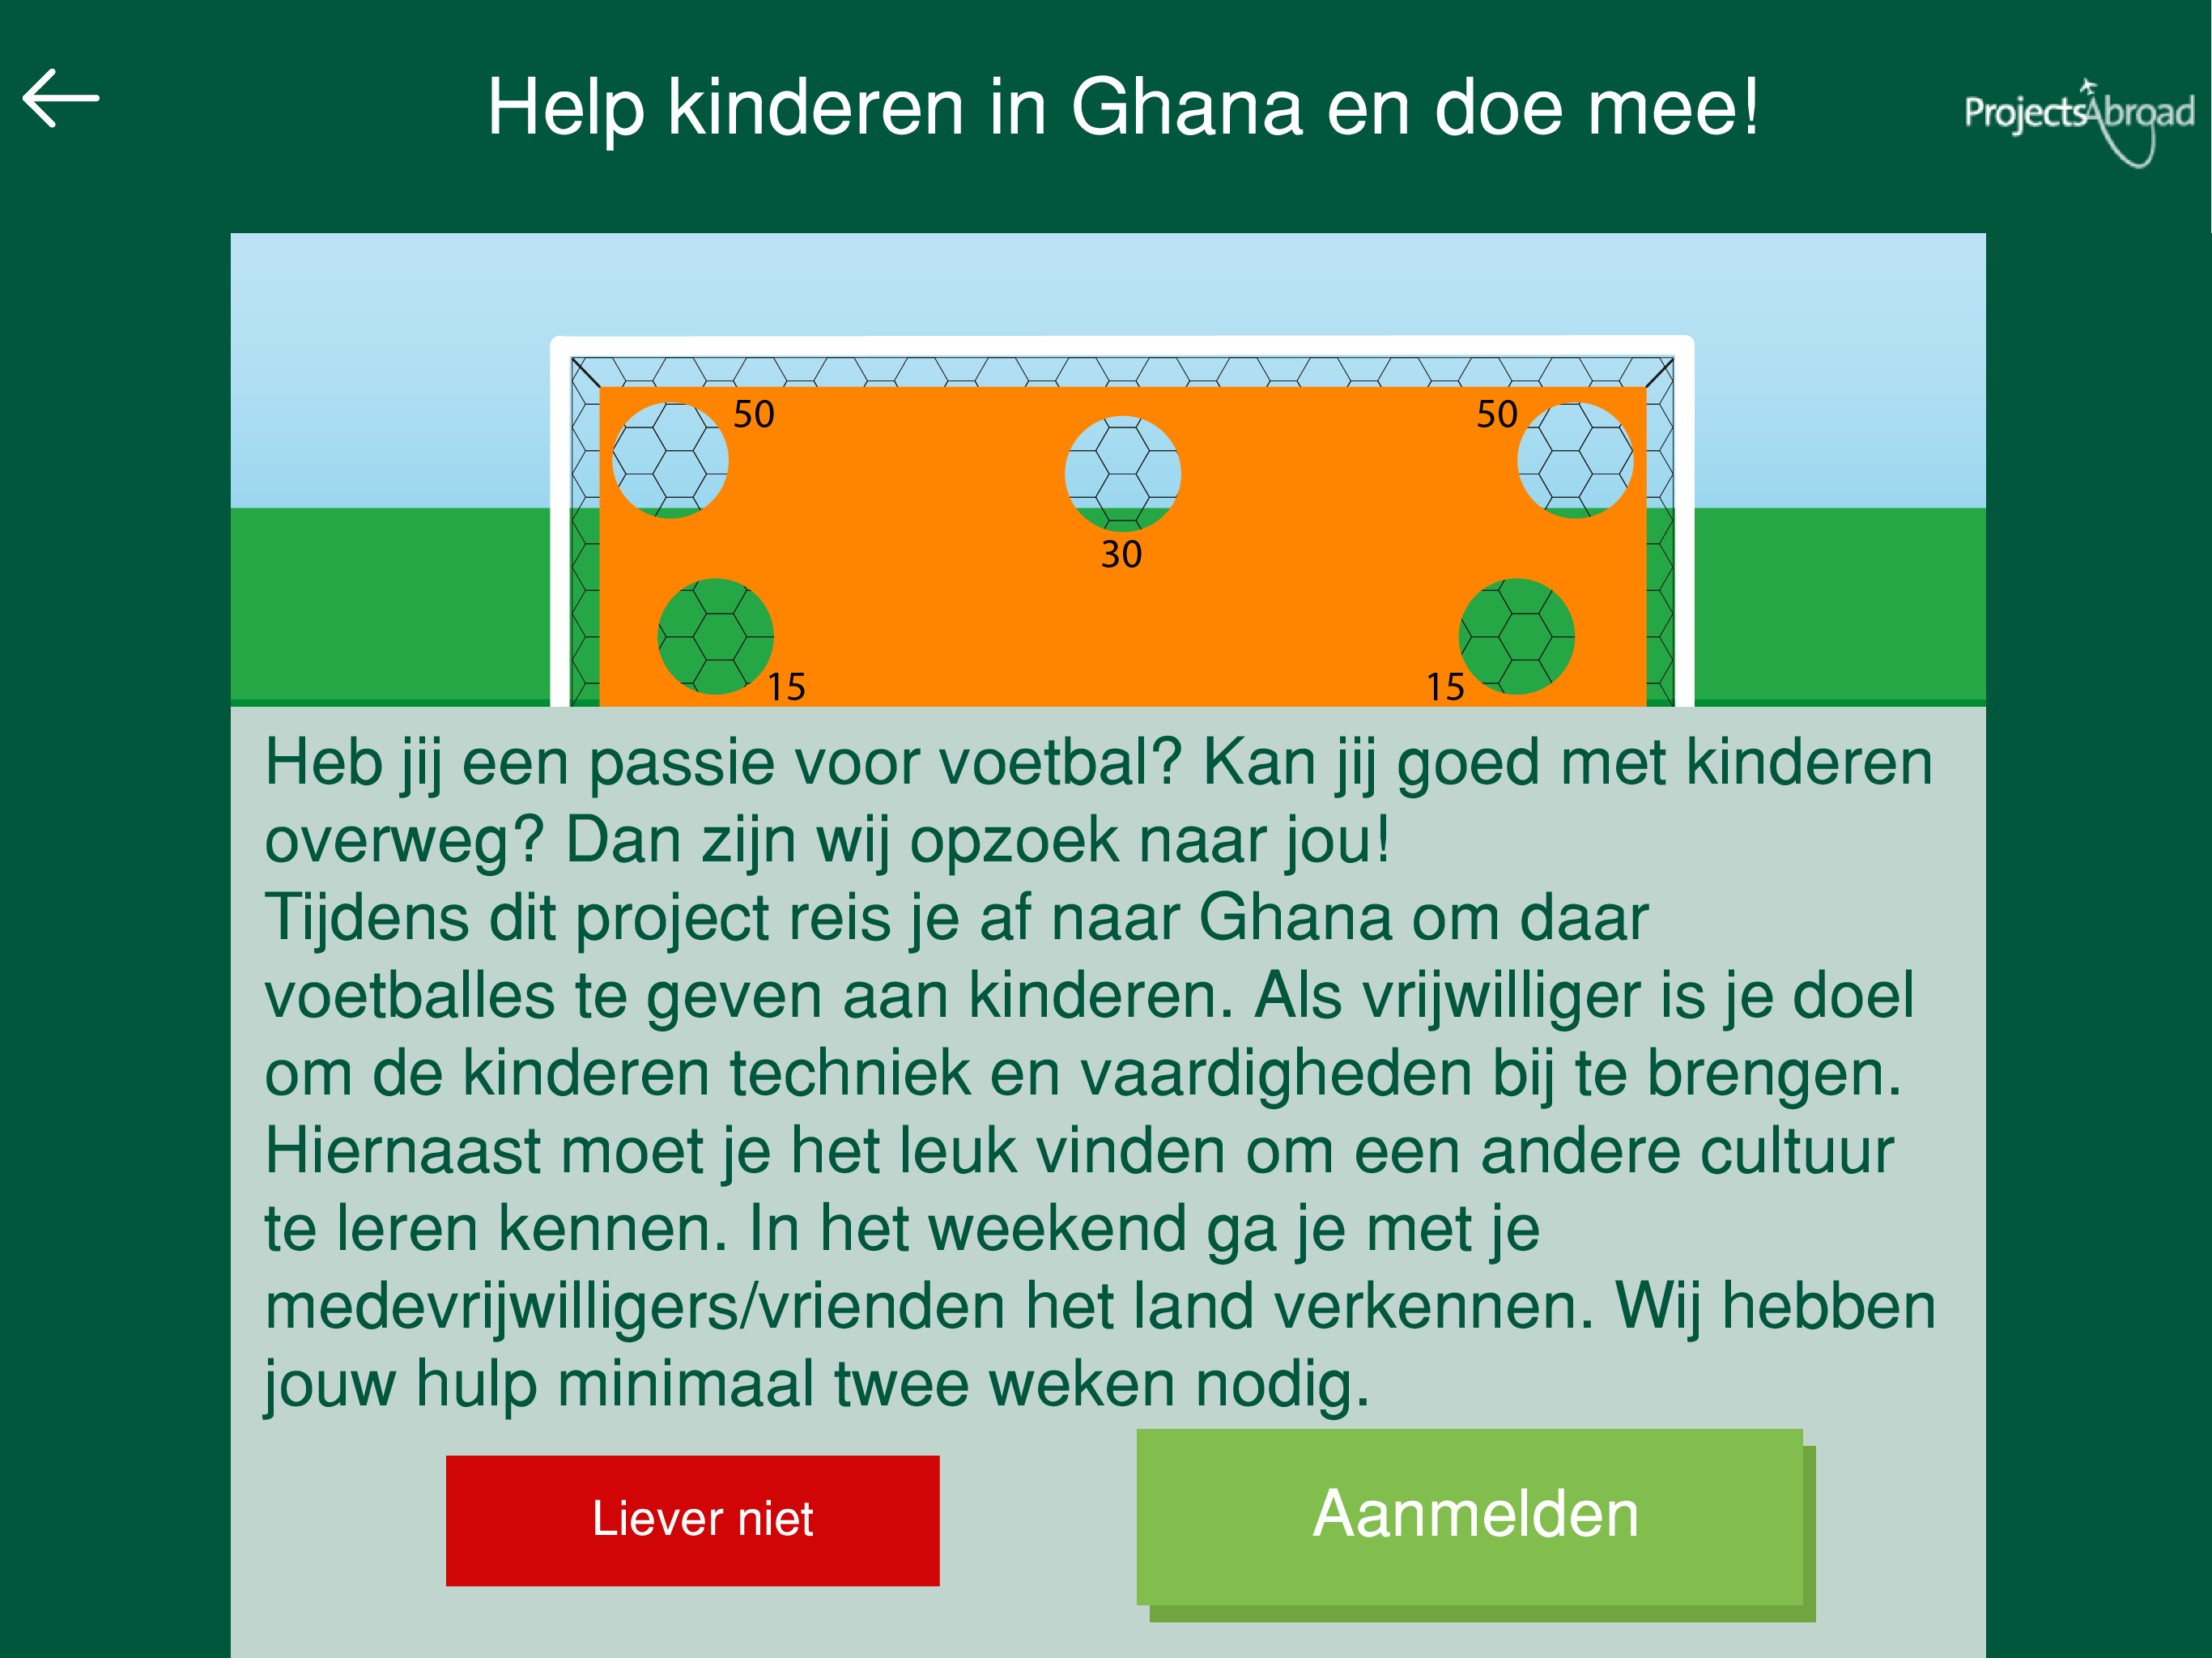 Help kinderen in Ghana en doe mee!
ProjectsAbroad
50
50
30
15
15
Heb jij een passie voor voetbal? Kan jij goed met kinderen
overweg? Dan zijn wij opzoek naar jou!
Tijdens dit project reis je af naar Ghana om daar
voetballes te geven aan kinderen. Als vrijwilliger is je doel
om de kinderen techniek en vaardigheden bij te brengen.
Hiernaast moet je het leuk vinden om een andere cultuur
te leren kennen. In het weekend ga je met je
medevrijwilligers/vrienden het land verkennen. Wij hebben
jouw hulp minimaal twee weken nodig.
Liever niet
Aanmelden